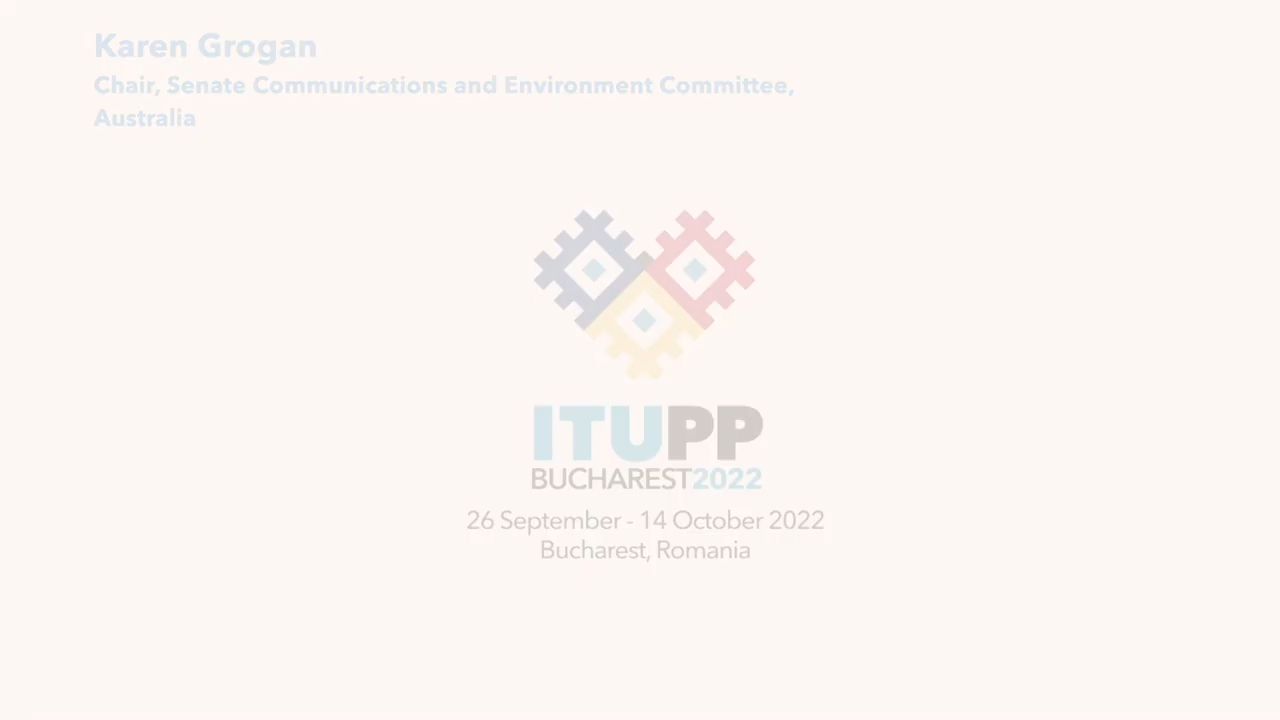 Karen Grogan
Chair, Senate Communications and Environment Committee,
Australia
ITUPP
BUCHAREST2022
26 September - 14 October 2022
Bucharest, Romania